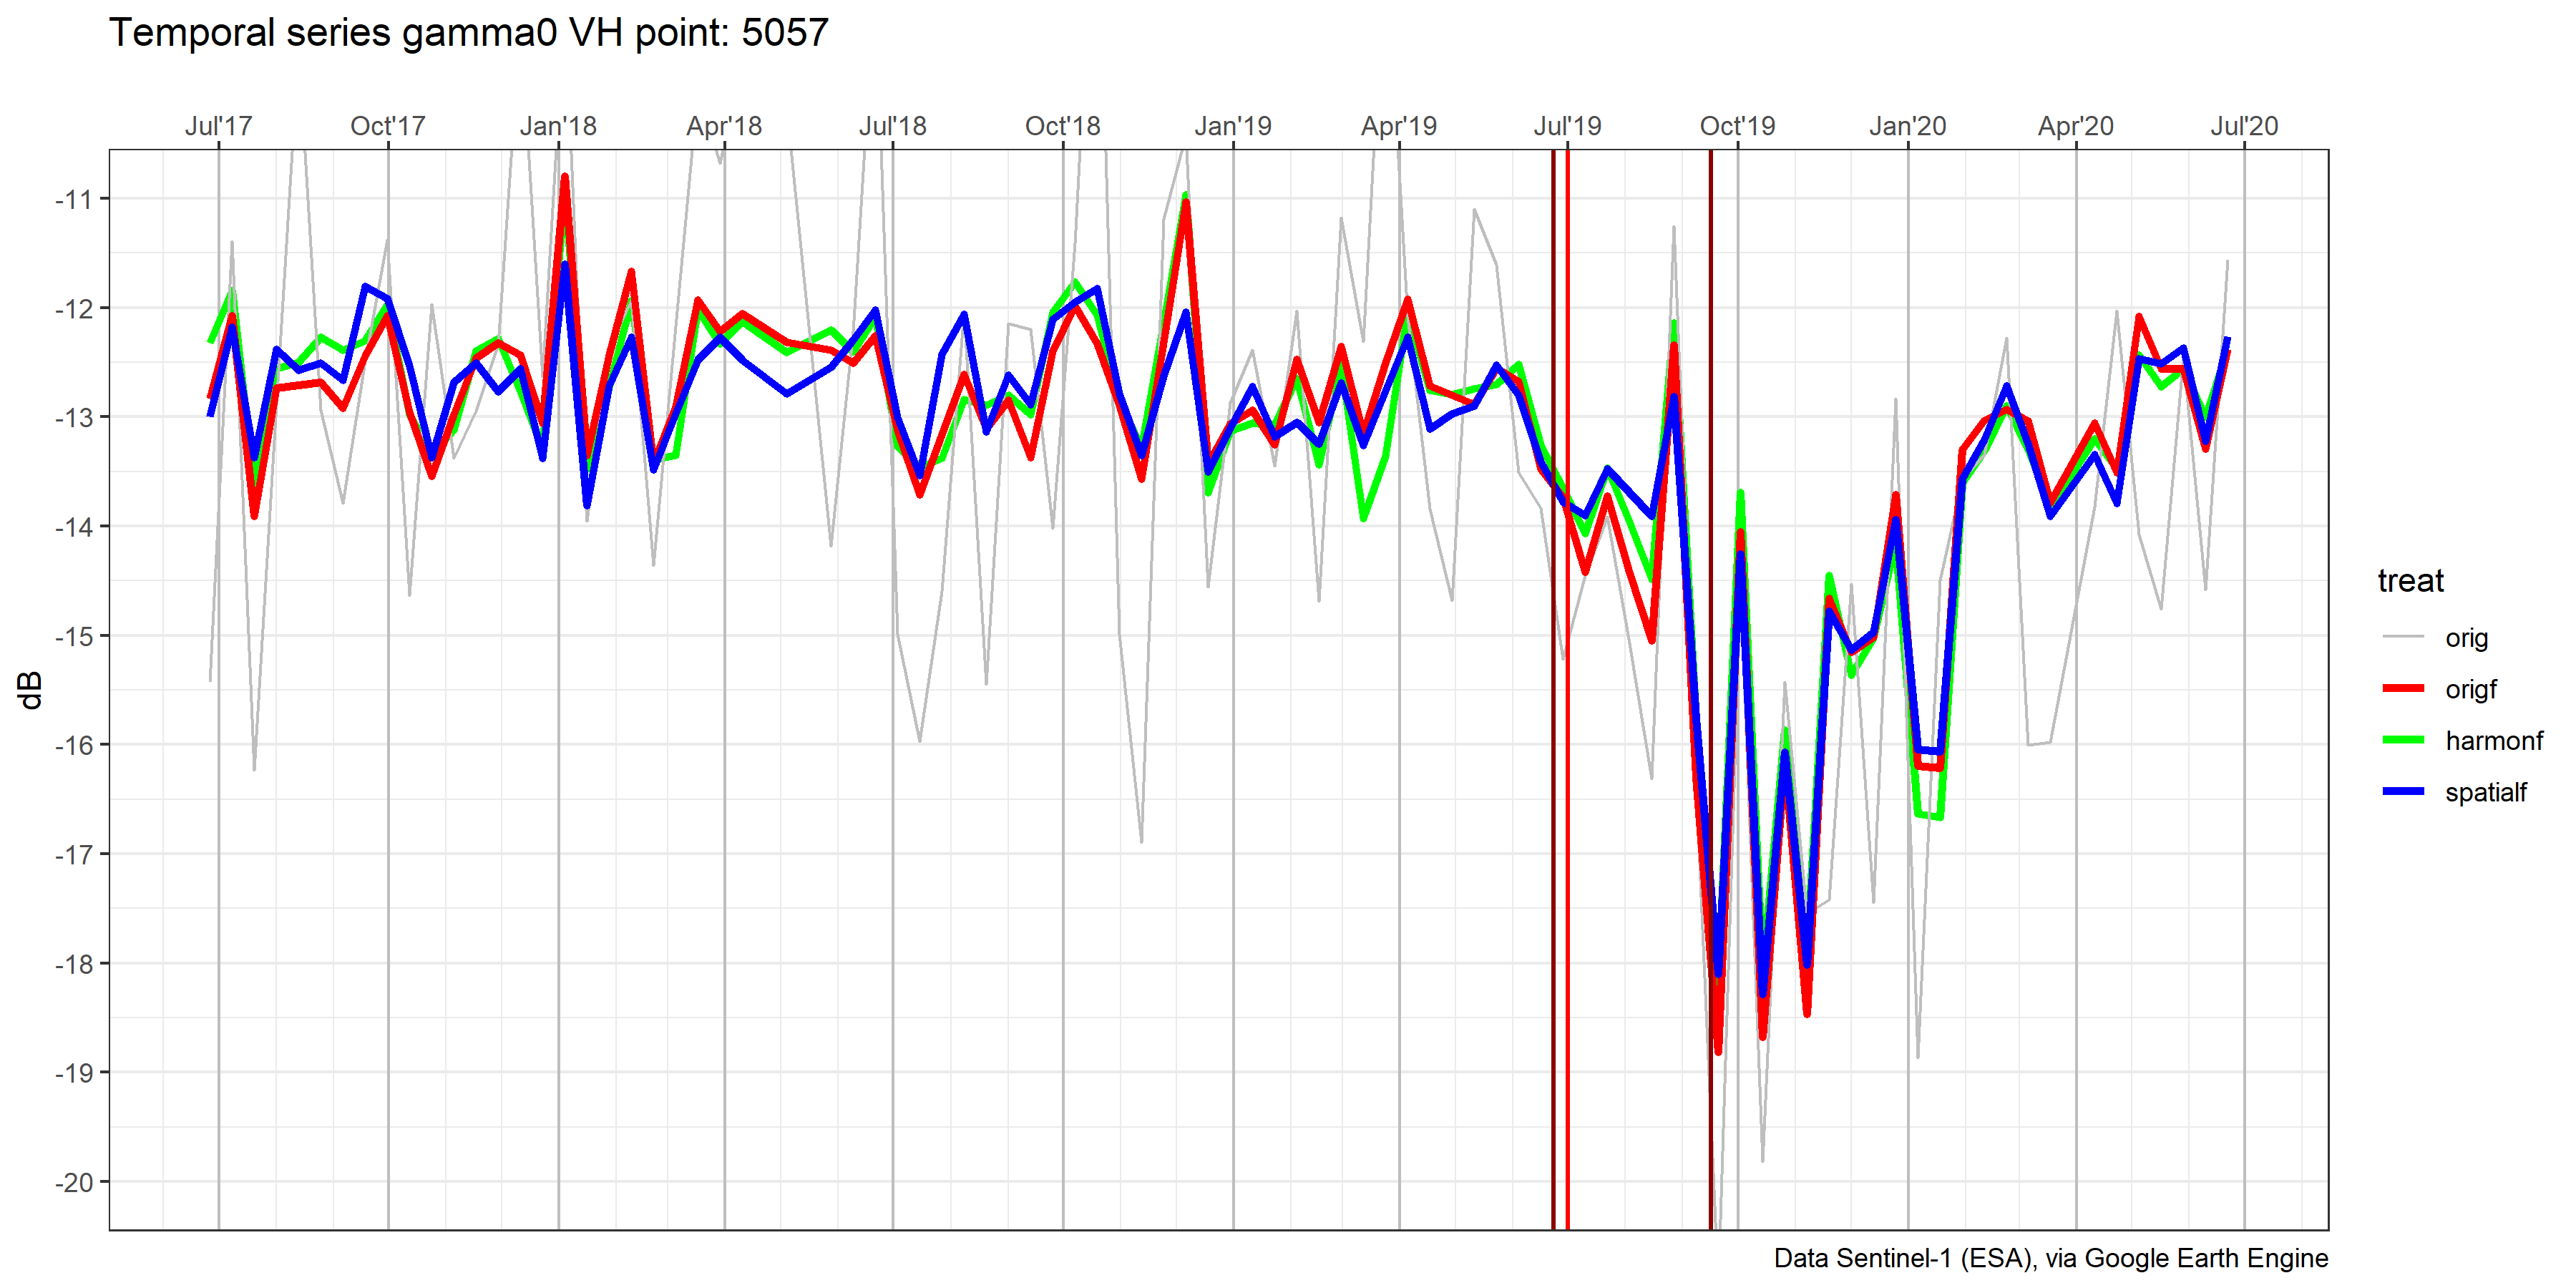 Temporal series gamma0 VH point: 5057
Jul'17 Oct'17 Jan'18 Apr'18 Jul'18 Oct'18 Jan'19 Apr'19 Jul'19 Oct'19 Jan'20 Apr'20 Jul'20
-11
-12
-13
-14
-15
-16
-17
-18
-19
-20
dB
treat
orig
origf
harmonf
spatialf
Data Sentinel-1 (ESA), via Google Earth Engine